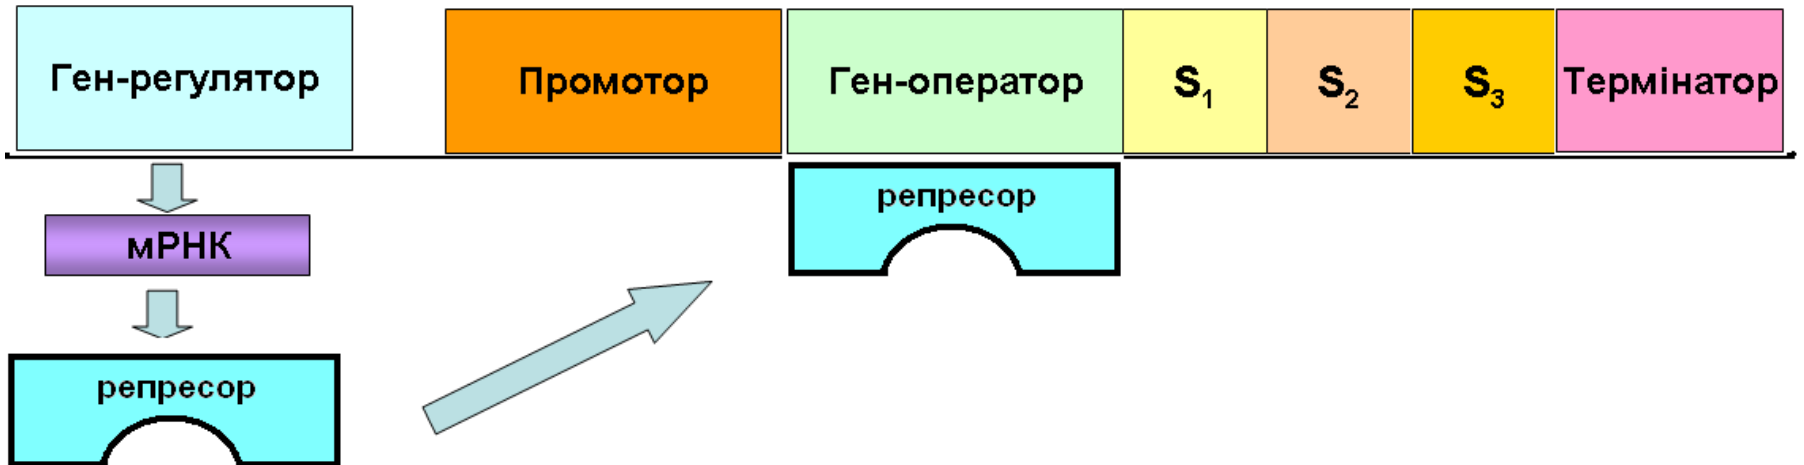 Ген-регулятор
Промотор
Ген-оператор
S₁
S₂
S₃
Термінатор
репресор
мРНК
репресор